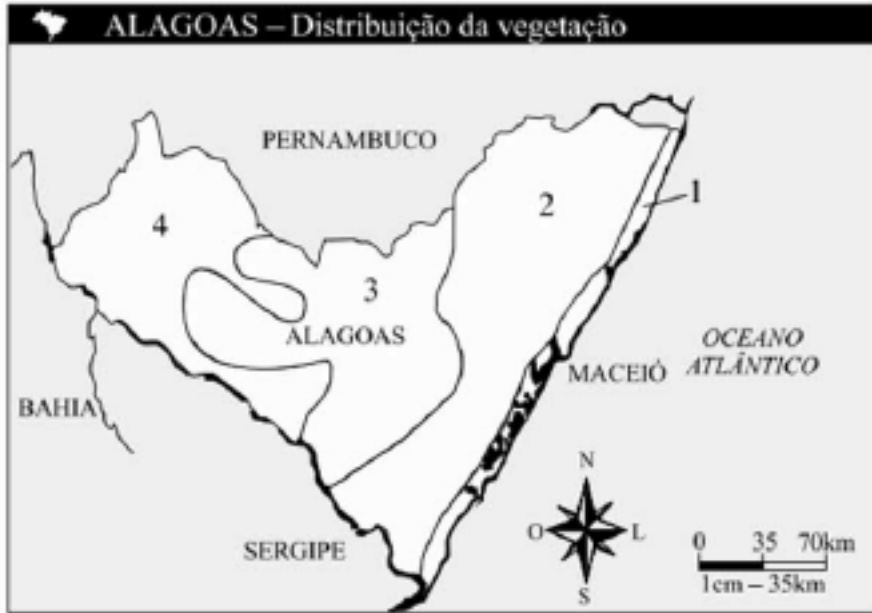 ALAGOAS – Distribuição da vegetação
PERNAMBUCO
1
2
4
3
ALAGOAS
OCEANO
ATLÂNTICO
MACEIÓ
BAHIA
N
O
L
S
SERGIPE
0 35 70km
1cm – 35km